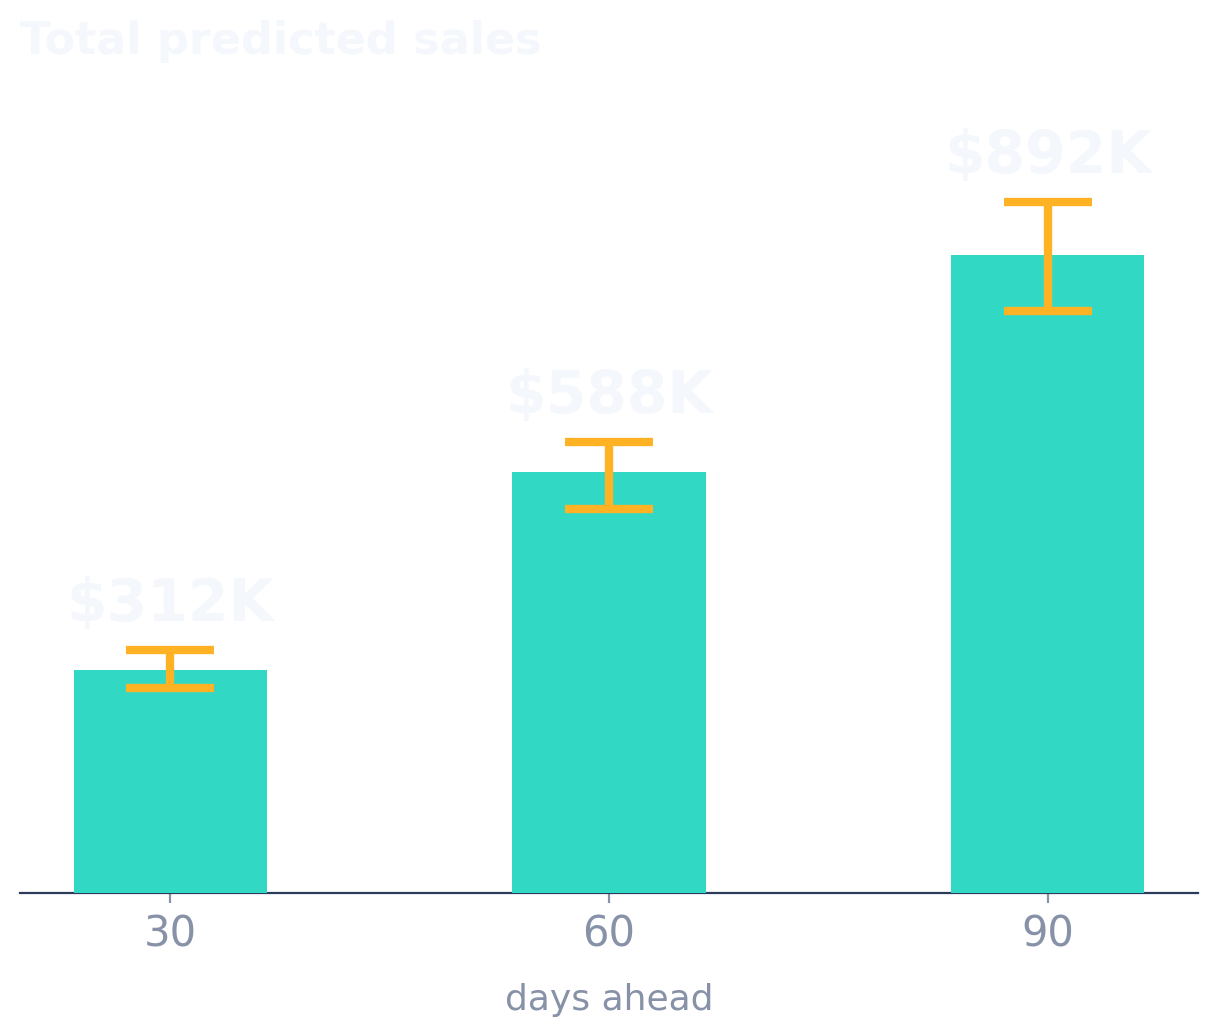 Total predicted sales
$892K
$588K
$312K
30 60 90
days ahead